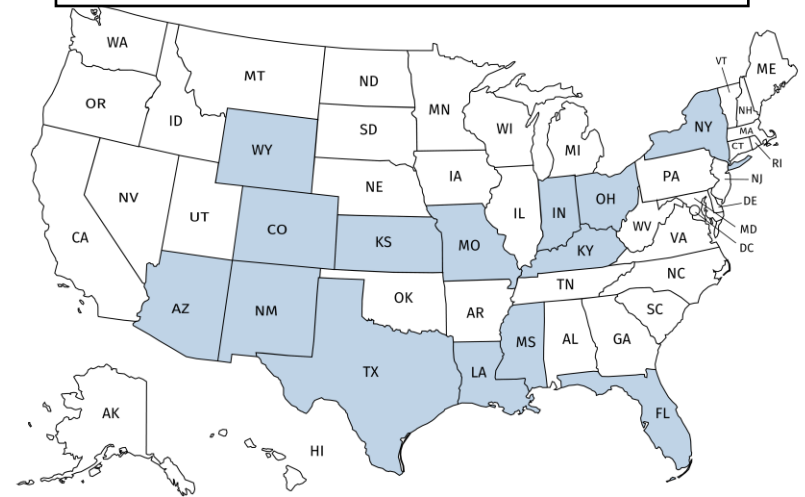 WA
MT
ND
MN
VT
ME
OR
ID
SD
WI
MI
NH
NY
MA
CT
RI
WY
NE
IA
PA
NJ
NV
UT
CO
KS
MO
IL
IN
OH
WV
VA
DE
MD
DC
CA
KY
AZ
NM
OK
AR
TN
NC
SC
TX
LA
MS
AL
GA
FL
AK
HI